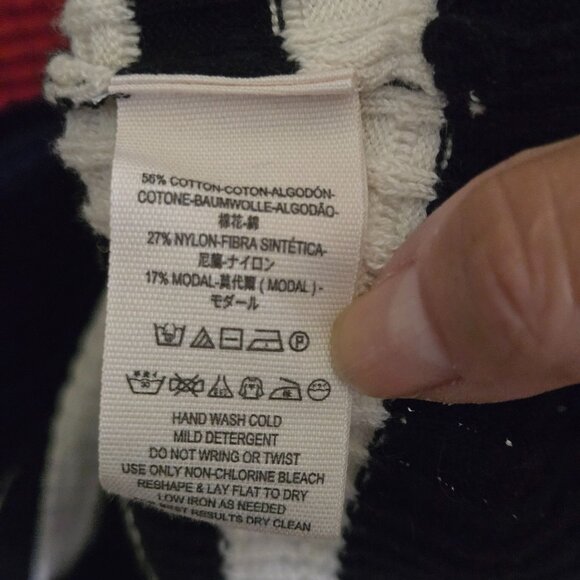 56% COTTON-COTON-ALGODÓN-
COTONE-BAUMWOLLE-ALGODÃO-
棉花-綿
27% NYLON-FIBRA SINTÉTICA-
尼龍-ナイロン
17% MODAL-莫代爾 ( MODAL )-
モダール
P
HAND WASH COLD
MILD DETERGENT
DO NOT WRING OR TWIST
USE ONLY NON-CHLORINE BLEACH
RESHAPE & LAY FLAT TO DRY
LOW IRON AS NEEDED
BEST RESULTS DRY CLEAN